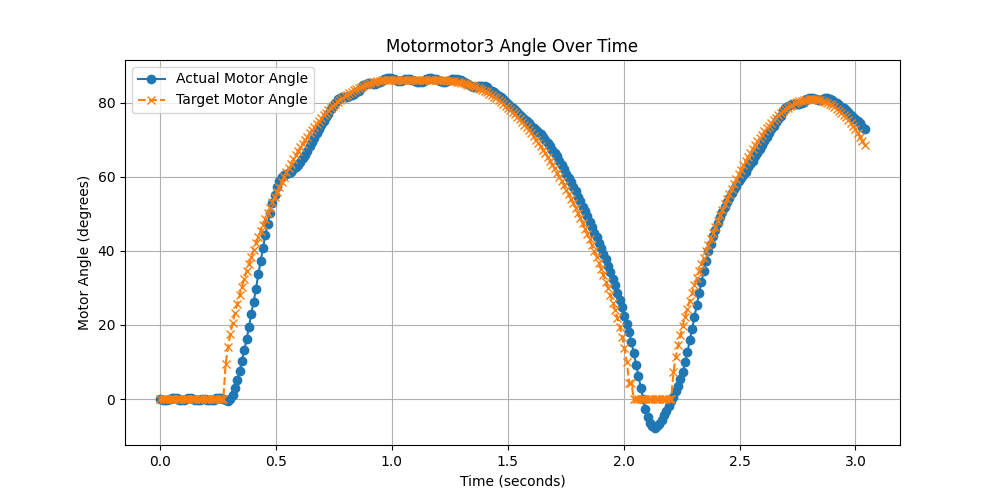 Motormotor3 Angle Over Time
Actual Motor Angle
Target Motor Angle
Motor Angle (degrees)
80
60
40
20
0
0.0 0.5 1.0 1.5 2.0 2.5 3.0
Time (seconds)